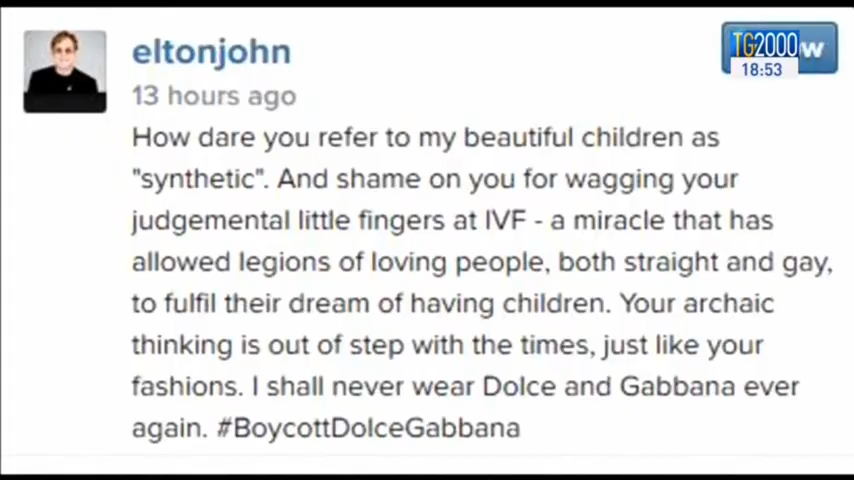 eltonjohn
TG2000
w
18:53
13 hours ago
How dare you refer to my beautiful children as
"synthetic". And shame on you for wagging your
judgemental little fingers at IVF - a miracle that has
allowed legions of loving people, both straight and gay,
to fulfil their dream of having children. Your archaic
thinking is out of step with the times, just like your
fashions. I shall never wear Dolce and Gabbana ever
again. #BoycottDolceGabbana